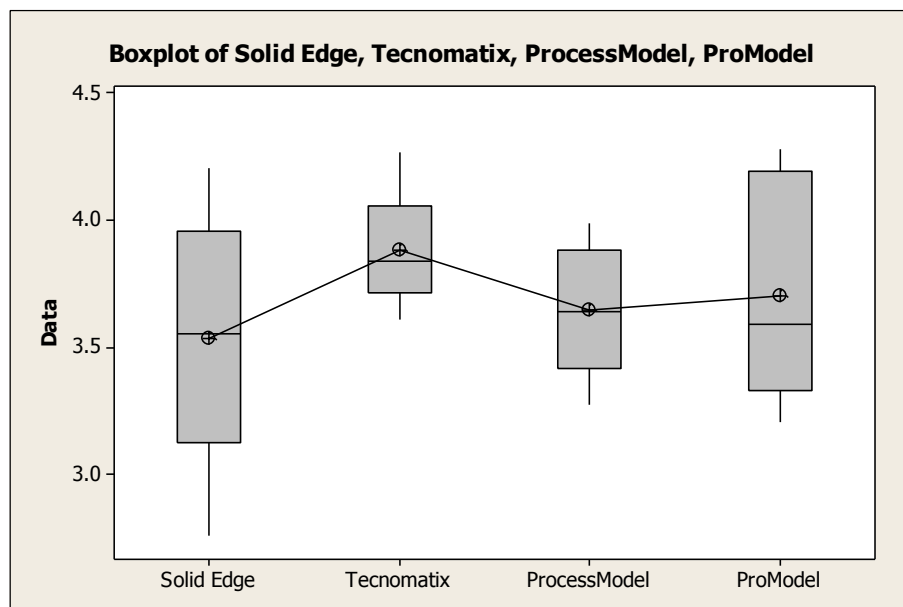 Boxplot of Solid Edge, Tecnomatix, ProcessModel, ProModel
4.5
4.0
3.5
3.0
Data
Solid Edge
Tecnomatix
ProcessModel
ProModel